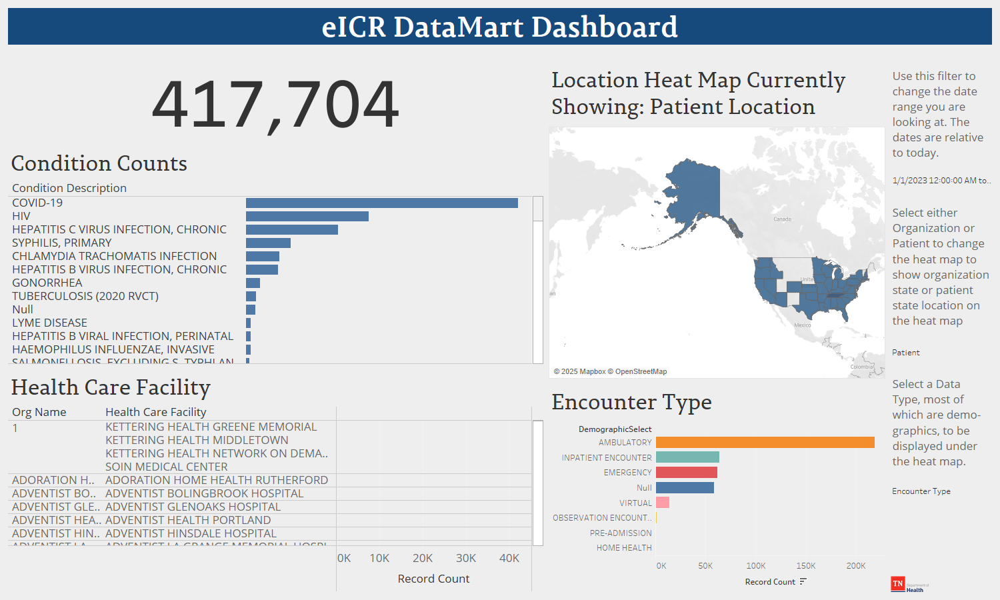 eICR DataMart Dashboard
417,704
Condition Counts
Condition Description
COVID-19
HIV
HEPATITIS C VIRUS INFECTION, CHRONIC
SYPHILIS, PRIMARY
CHLAMYDIA TRACHOMATIS INFECTION
HEPATITIS B VIRUS INFECTION, CHRONIC
GONORRHEA
TUBERCULOSIS (2020 RVCT)
Null
LYME DISEASE
HEPATITIS B VIRAL INFECTION, PERINATAL
HAEMOPHILUS INFLUENZAE, INVASIVE
SALMONELLOSIS, EXCLUDING S. TYPHI AN
Health Care Facility
Org Name Health Care Facility
1 KETTERING HEALTH GREENE MEMORIAL
KETTERING HEALTH MIDDLETOWN
KETTERING HEALTH NETWORK ON DEMA..
SOIN MEDICAL CENTER
ADORATION H.. ADORATION HOME HEALTH RUTHERFORD
ADVENTIST BO.. ADVENTIST BOLINGBROOK HOSPITAL
ADVENTIST GLE.. ADVENTIST GLENOAKS HOSPITAL
ADVENTIST HEA.. ADVENTIST HEALTH PORTLAND
ADVENTIST HIN.. ADVENTIST HINSDALE HOSPITAL
ADVENTIST LA ADVENTIST LA GRANGE MEMORIAL HOSPI
0K 10K 20K 30K 40K
Record Count
Location Heat Map Currently
Showing: Patient Location
Canada
Unite
Mexico
Colombia
an
© 2025 Mapbox © OpenStreetMap
Encounter Type
DemographicSelect
AMBULATORY
INPATIENT ENCOUNTER
EMERGENCY
Null
VIRTUAL
OBSERVATION ENCOUNT..
PRE-ADMISSION
HOME HEALTH
0K 50K 100K 150K 200K
Record Count
Use this filter to
change the date
range you are
looking at. The
dates are relative
to today.
1/1/2023 12:00:00 AM to..
Select either
Organization or
Patient to change
the heat map to
show organization
state or patient
state location on
the heat map
Patient
Select a Data
Type, most of
which are demo-
graphics, to be
displayed under
the heat map.
Encounter Type
TN Department of
Health